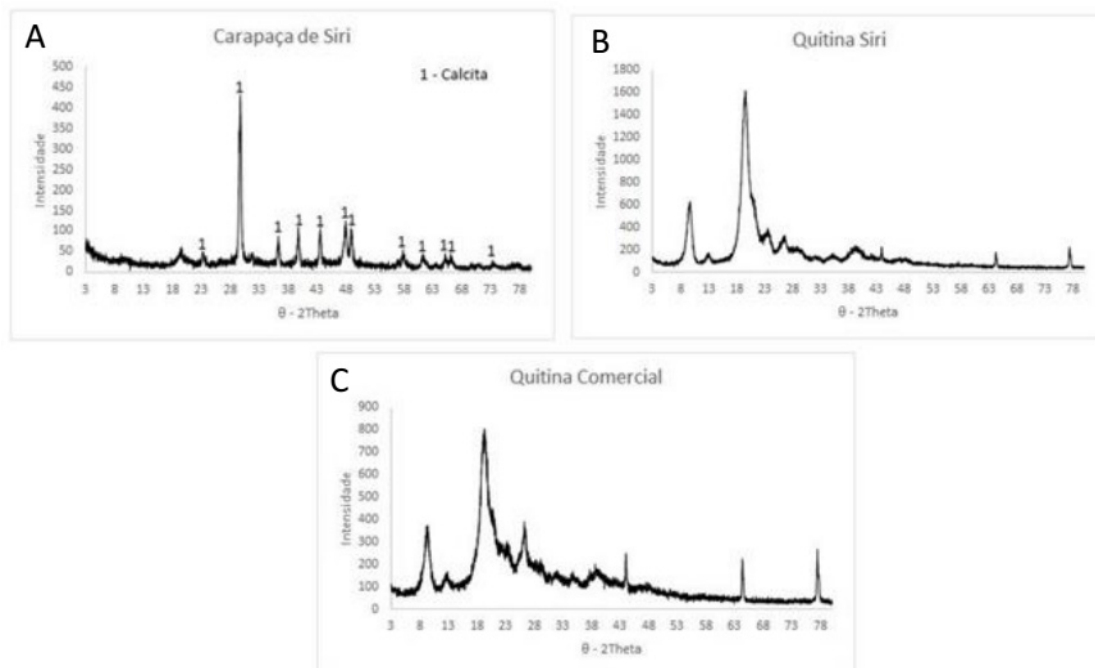 A
Carapaça de Siri
1 - Calcita
Intensidade
500
450
400
350
300
250
200
150
100
50
0
1
1
1
1
1
1
1
1
1
1
1
1
3 8 13 18 23 28 33 38 43 48 53 58 63 68 73 78
θ - 2Theta
B
Quitina Siri
Intensidade
1800
1600
1400
1200
1000
800
600
400
200
0
3 8 13 18 23 28 33 38 43 48 53 58 63 68 73 78
θ - 2Theta
C
Quitina Comercial
Intensidade
900
800
700
600
500
400
300
200
100
0
3 8 13 18 23 28 33 38 43 48 53 58 63 68 73 78
θ - 2Theta